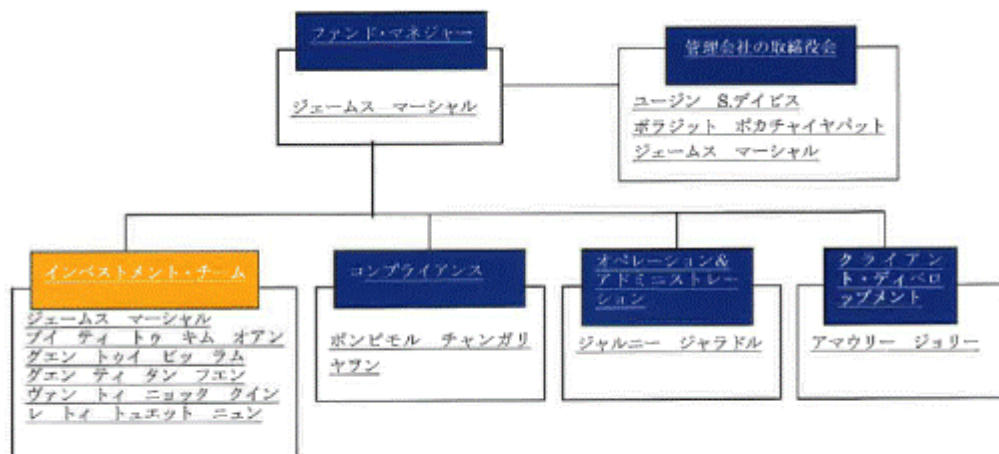 ファンド・マネジャー
ジェームス マーシャル
管理会社の取締役会
ユージン S.デイビス
ボラジット ポカチャイヤパット
ジェームス マーシャル
インベストメント・チーム
ジェームス マーシャル
ブイ ティ トゥ キム オアン
グエン トゥイ ビッ ラム
グエン ティ タン フエン
ヴァン トィ ニョック クイン
レ トィ トュエット ニュン
コンプライアンス
ポンピモル チャンガリ
ヤワン
オペレーション&
アドミニストレー
ション
ジャルニー ジャラドル
クライアン
ト・ディベロ
ップメント
アマウリー ジョリー